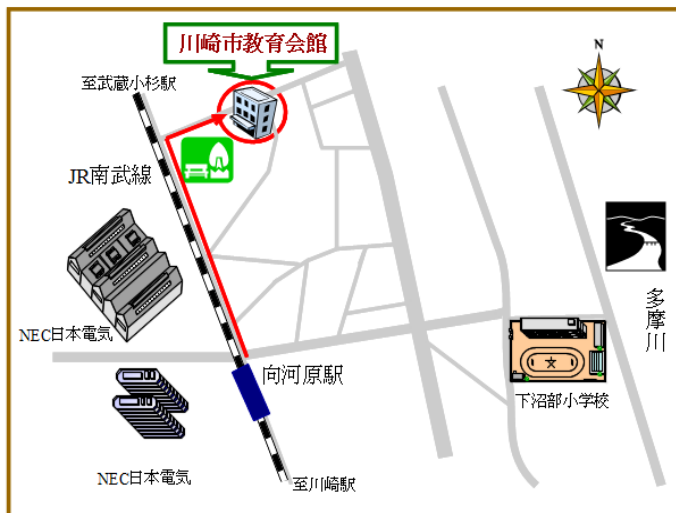 川崎市教育会館
N
至武蔵小杉駅
JR南武線
多摩川
NEC日本電気
向河原駅
下沼部小学校
NEC日本電気
至川崎駅